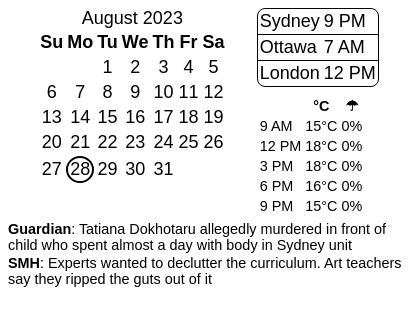 August 2023
Su Mo Tu We Th Fr Sa
1 2 3 4 5
6 7 8 9 10 11 12
13 14 15 16 17 18 19
20 21 22 23 24 25 26
27 28 29 30 31
Sydney 9 PM
Ottawa 7 AM
London 12 PM
°C ☂
9 AM 15°C 0%
12 PM 18°C 0%
3 PM 18°C 0%
6 PM 16°C 0%
9 PM 15°C 0%
Guardian: Tatiana Dokhotaru allegedly murdered in front of
child who spent almost a day with body in Sydney unit
SMH: Experts wanted to declutter the curriculum. Art teachers
say they ripped the guts out of it